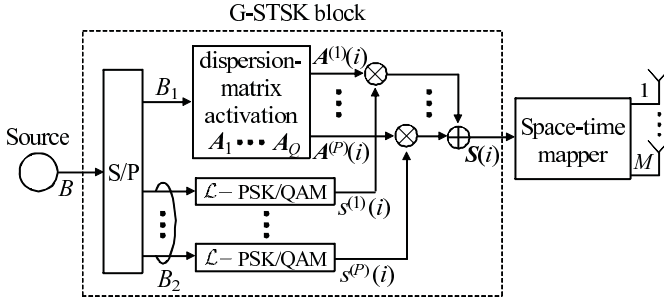 G-STSK block
dispersion-
matrix
activation
A₁ ··· A_Q
B₁
A⁽¹⁾(i)
A⁽ᴾ⁾(i)
Source
B
S/P
ℒ– PSK/QAM
s⁽¹⁾(i)
ℒ– PSK/QAM
s⁽ᴾ⁾(i)
B₂
S(i)
Space-time
mapper
1
M